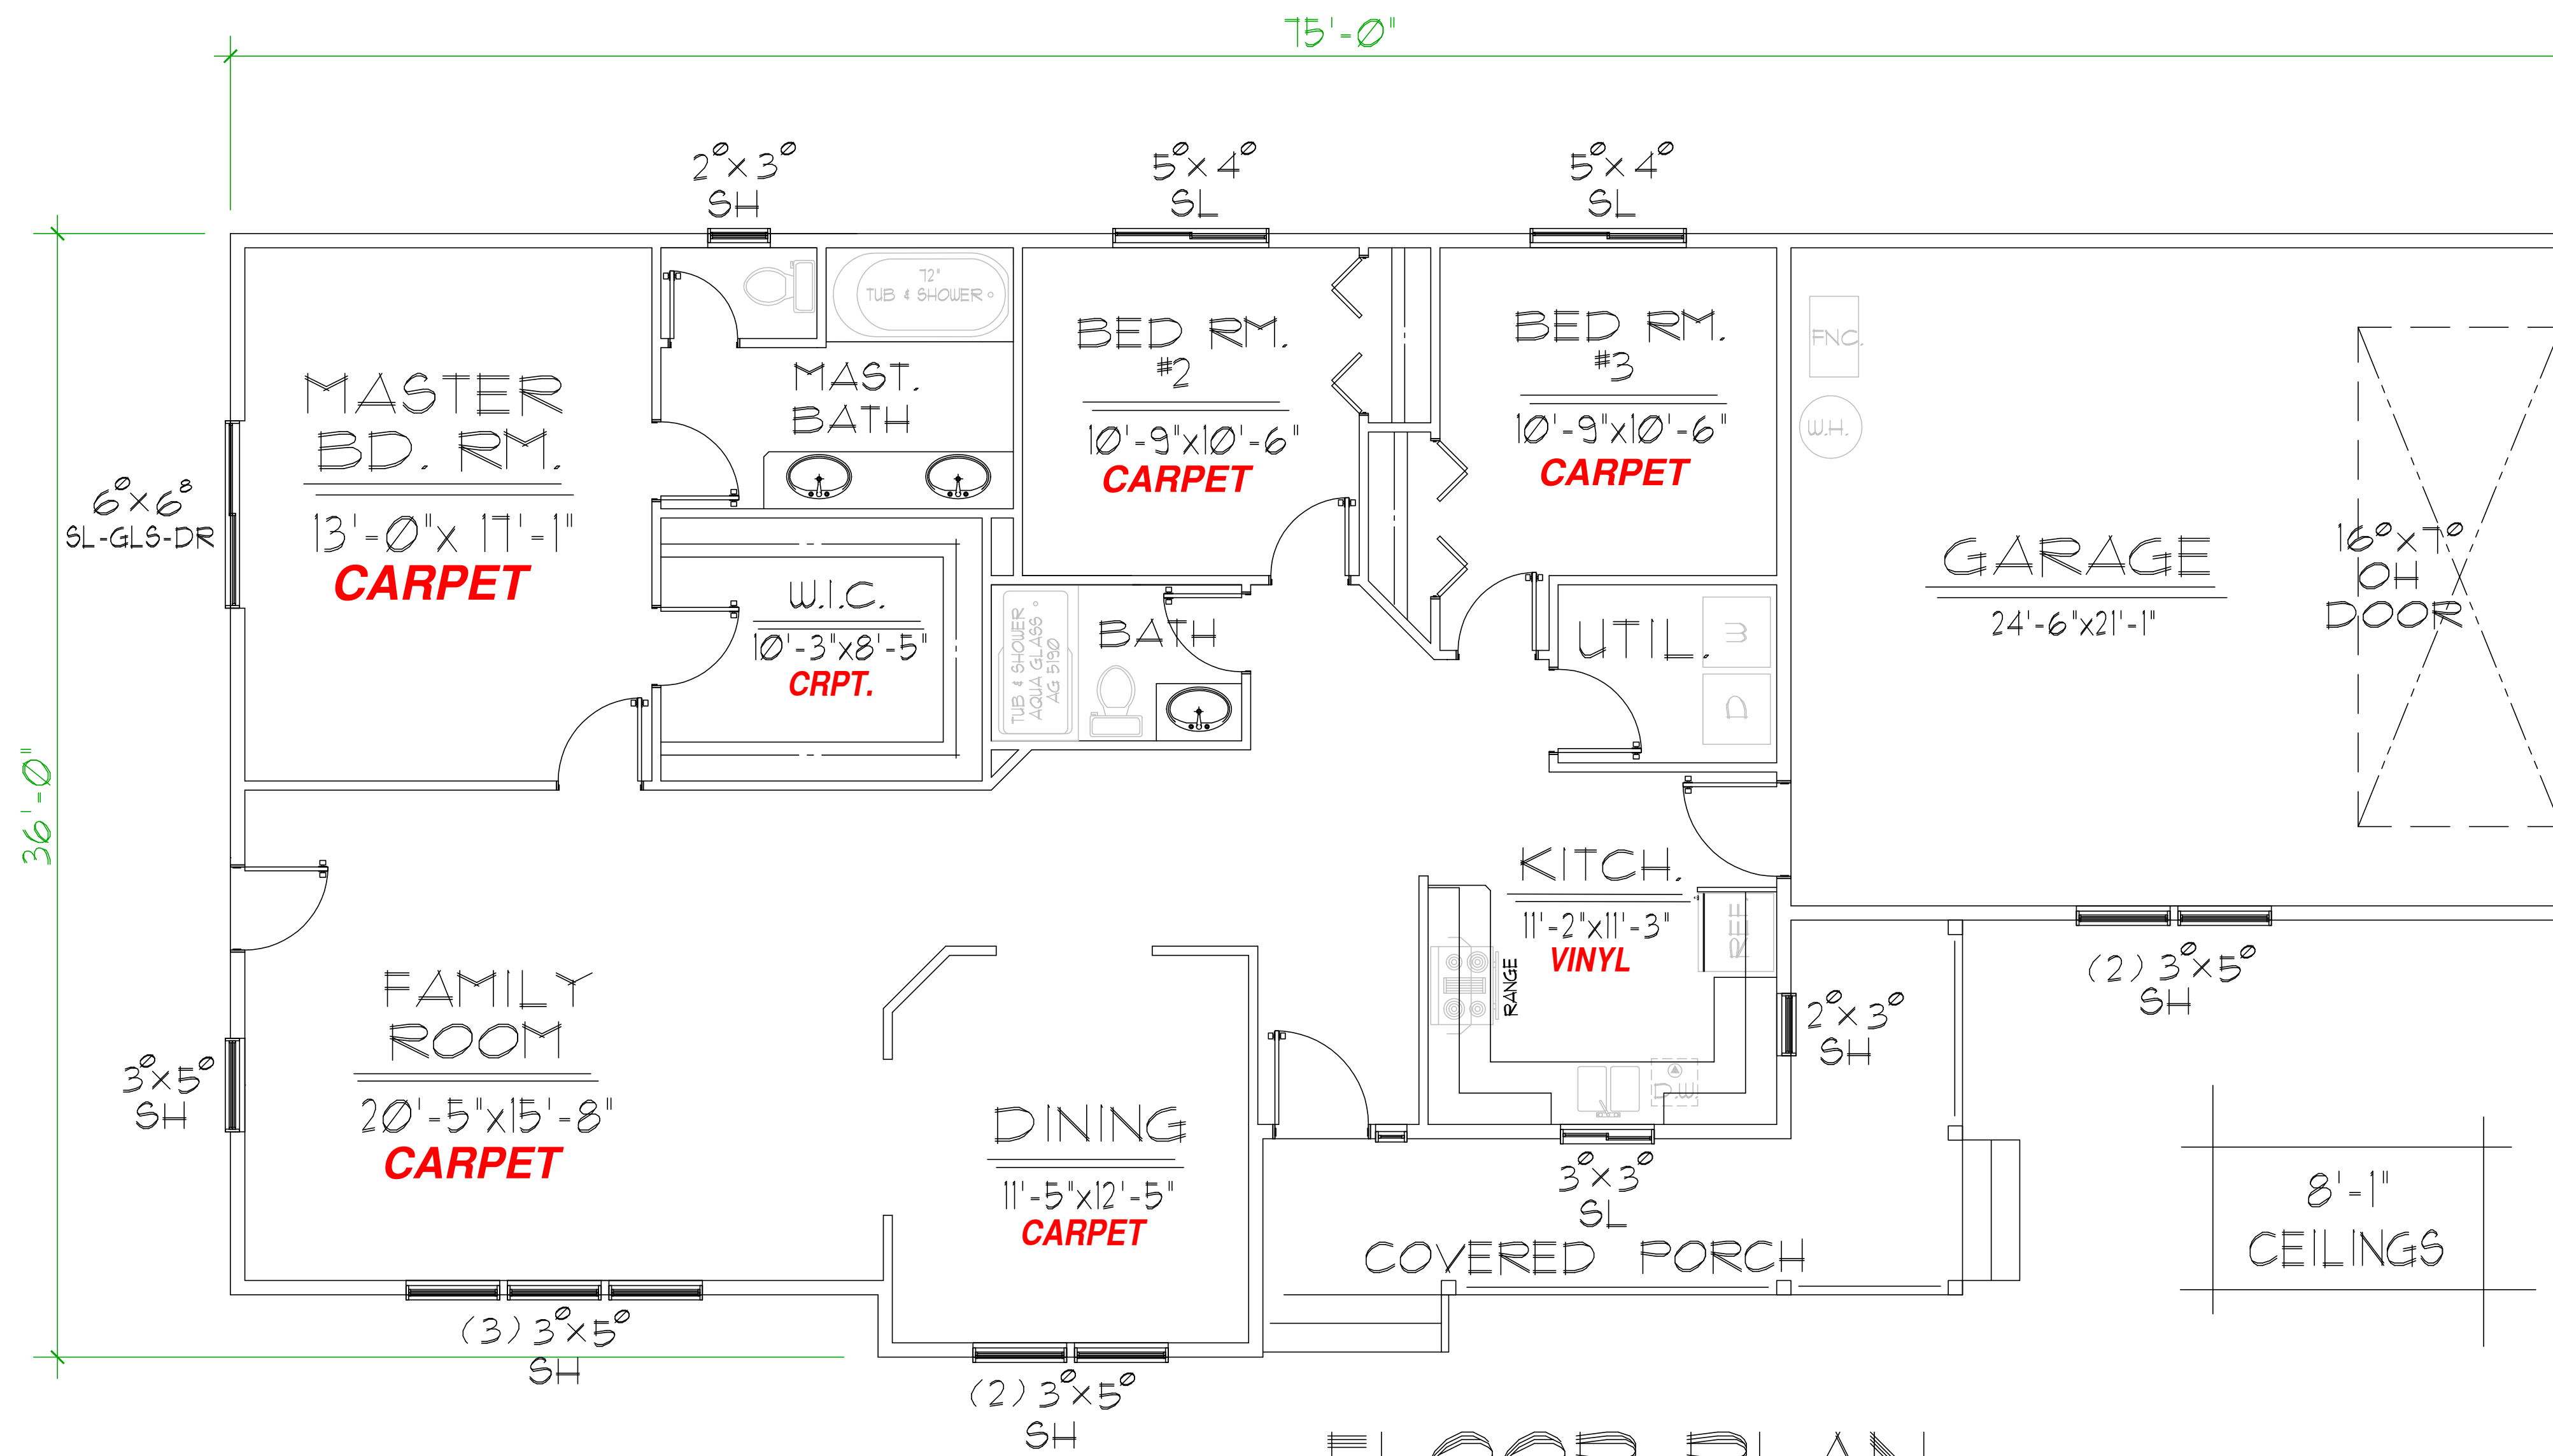 75'-0"
2⁰x3⁰
SH
5⁰x4⁰
SL
5⁰x4⁰
SL
MASTER
BD. RM.
13'-0"x 17'-1"
CARPET
6⁰x6⁸
SL-GLS-DR
72"
TUB & SHOWER
MAST.
BATH
BED RM.
#2
10'-9"x10'-6"
CARPET
BED RM.
#3
10'-9"x10'-6"
CARPET
FNC.
W.H.
GARAGE
24'-6"x21'-1"
16⁰x7⁰
OH
DOOR
W.I.C.
10'-3"x8'-5"
CRPT.
TUB & SHOWER
AQUA GLASS
AG 5190
BATH
UTIL.
W
D
36'-0"
KITCH.
11'-2"x11'-3"
VINYL
REF.
RANGE
D.W.
FAMILY
ROOM
20'-5"x15'-8"
CARPET
3⁰x5⁰
SH
DINING
11'-5"x12'-5"
CARPET
2⁰x3⁰
SH
(2) 3⁰x5⁰
SH
3⁰x3⁰
SL
COVERED PORCH
8'-1"
CEILINGS
(3) 3⁰x5⁰
SH
(2) 3⁰x5⁰
SH
FLOOR PLAN